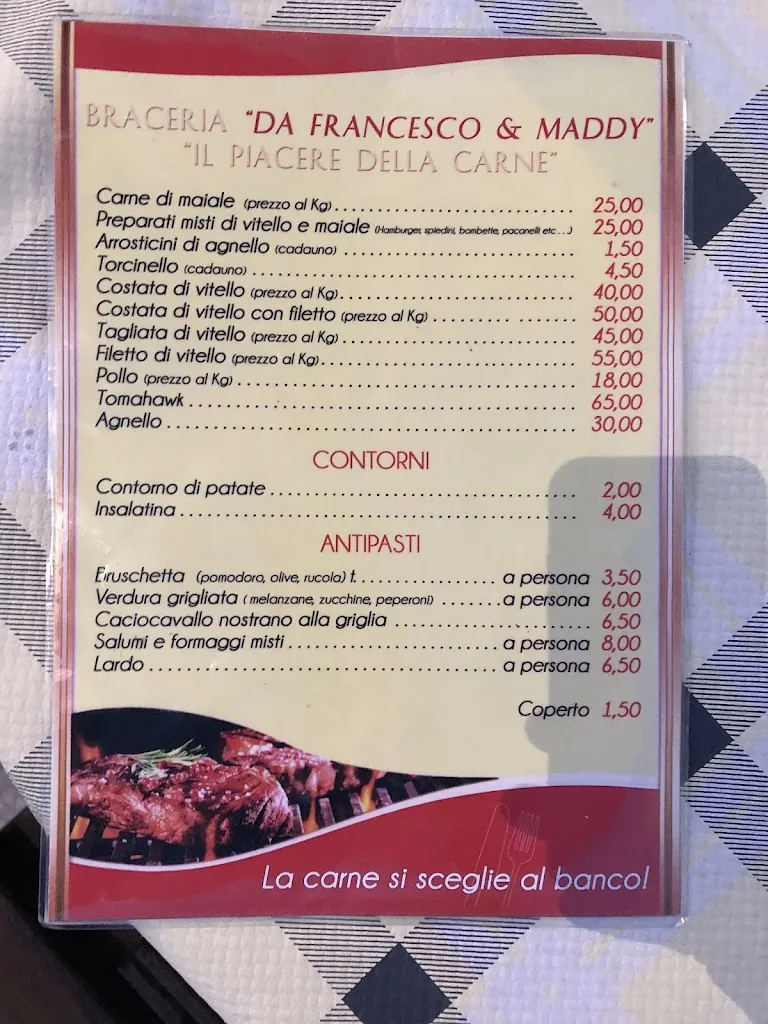 BRACERIA "DA FRANCESCO & MADDY"
"IL PIACERE DELLA CARNE"
Carne di maiale (prezzo al Kg)........................... 25,00
Preparati misti di vitello e maiale (Hamburger, spiedini, bombette, pacanelli etc . . .) 25,00
Arrosticini di agnello (cadauno) .......................... 1,50
Torcinello (cadauno) .................................... 4,50
Costata di vitello (prezzo al Kg)........................... 40,00
Costata di vitello con filetto (prezzo al Kg) ......... ....... 50,00
Tagliata di vitello (prezzo al Kg)........................... 45,00
Filetto di vitello (prezzo al Kg)............................. 55,00
Pollo (prezzo al Kg)...................................... 18,00
Tomahawk........................................... 65,00
Agnello.............................................. 30,00
CONTORNI
Contorno di patate.................................. 2,00
Insalatina............................................ 4,00
ANTIPASTI
Bruschetta (pomodoro, olive, rucola) t................. a persona 3,50
Verdura grigliata ( melanzane, zucchine, peperoni) .......a persona 6,00
Caciocavallo nostrano alla griglia ...................... 6,50
Salumi e formaggi misti........................ a persona 8,00
Lardo....................................... a persona 6,50
Coperto 1,50
La carne si sceglie al banco!